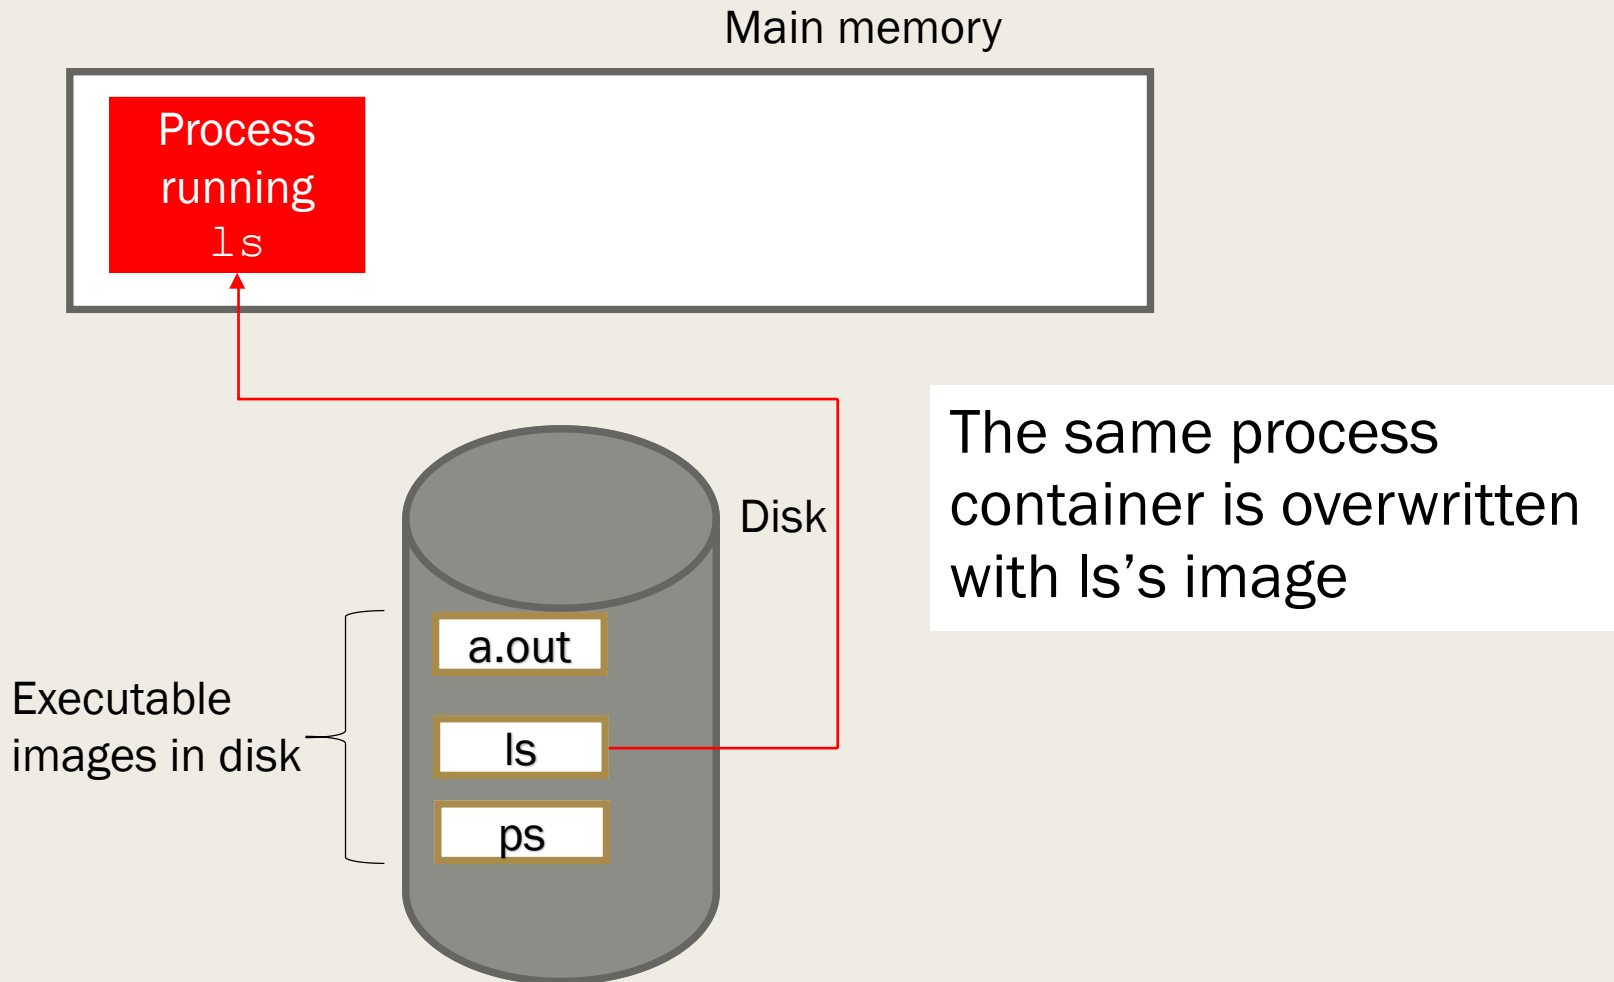 Main memory
Process
running
ls
Disk
The same process
container is overwritten
with ls’s image
a.out
Executable
images in disk
ls
ps